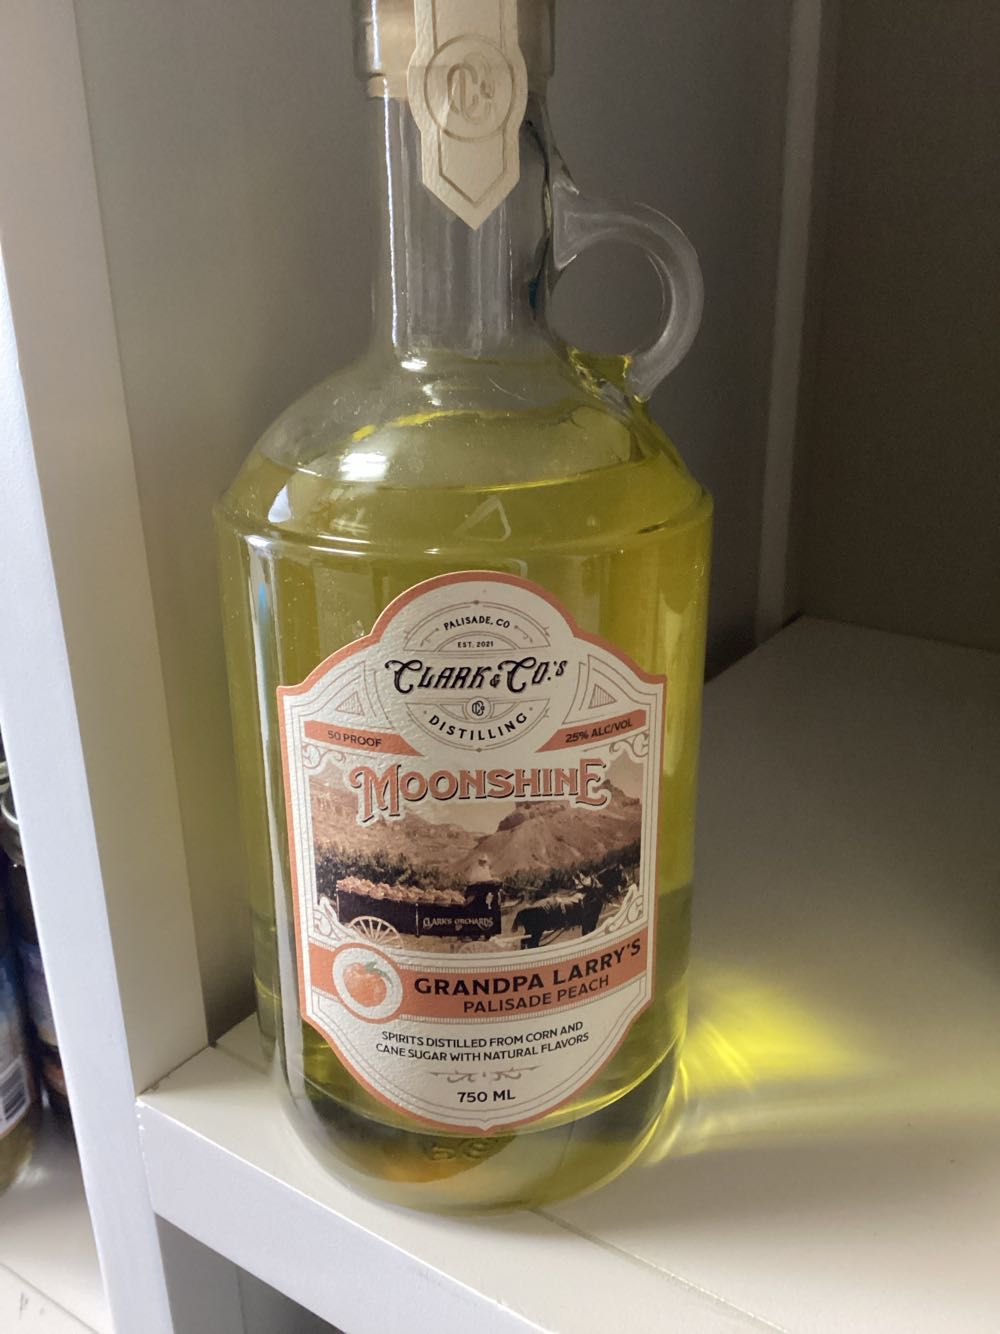 CCo
PALISADE, CO
EST. 2021
CLARK & CO.'S
DISTILLING
50 PROOF
25% ALC/VOL
MOONSHINE
CLARK'S ORCHARDS
GRANDPA LARRY'S
PALISADE PEACH
SPIRITS DISTILLED FROM CORN AND
CANE SUGAR WITH NATURAL FLAVORS
750 ML